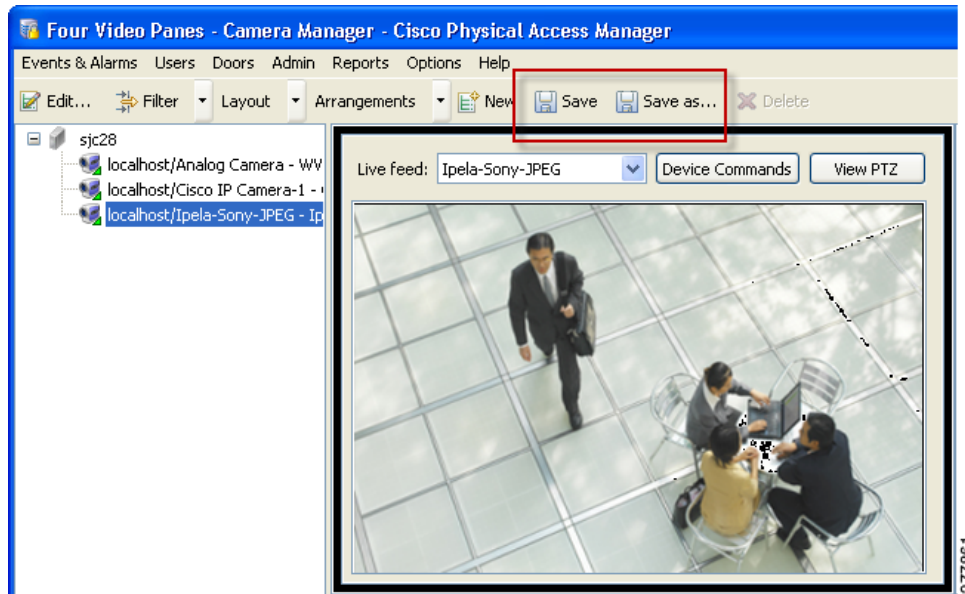 Four Video Panes - Camera Manager - Cisco Physical Access Manager
Events & Alarms Users Doors Admin Reports Options Help
Edit... Filter Layout Arrangements New Save Save as... Delete
sjc28
localhost/Analog Camera - WV
localhost/Cisco IP Camera-1 -
localhost/Ipela-Sony-JPEG - Ip
Live feed: Ipela-Sony-JPEG Device Commands View PTZ